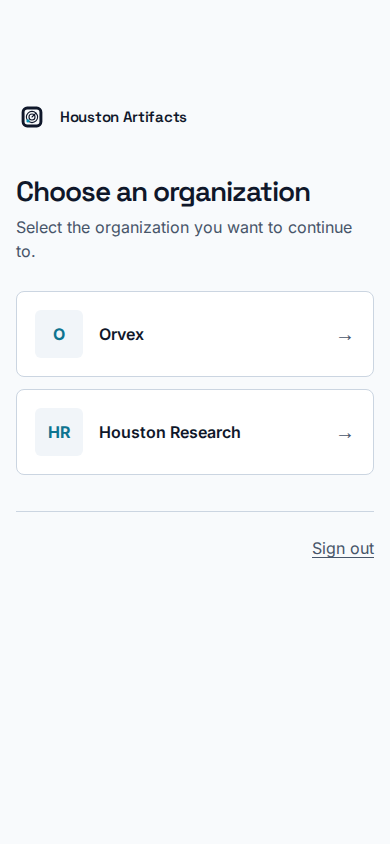 Houston Artifacts
Choose an organization
Select the organization you want to continue
to.
O Orvex →
HR Houston Research →
Sign out